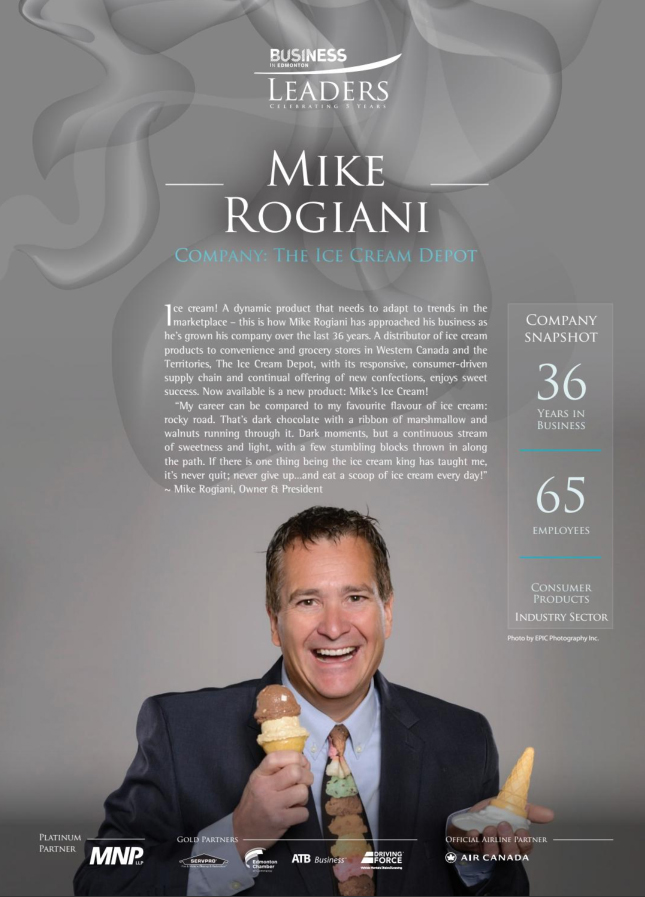 BUSINESS
IN EDMONTON
LEADERS
CELEBRATING 5 YEARS
MIKE
ROGIANI
COMPANY: THE ICE CREAM DEPOT
Ice cream! A dynamic product that needs to adapt to trends in the
marketplace – this is how Mike Rogiani has approached his business as
he's grown his company over the last 36 years. A distributor of ice cream
products to convenience and grocery stores in Western Canada and the
Territories, The Ice Cream Depot, with its responsive, consumer-driven
supply chain and continual offering of new confections, enjoys sweet
success. Now available is a new product: Mike's Ice Cream!
"My career can be compared to my favourite flavour of ice cream:
rocky road. That's dark chocolate with a ribbon of marshmallow and
walnuts running through it. Dark moments, but a continuous stream
of sweetness and light, with a few stumbling blocks thrown in along
the path. If there is one thing being the ice cream king has taught me,
it's never quit; never give up...and eat a scoop of ice cream every day!"
~ Mike Rogiani, Owner & President
COMPANY
SNAPSHOT
36
YEARS IN
BUSINESS
65
EMPLOYEES
CONSUMER
PRODUCTS
INDUSTRY SECTOR
Photo by EPIC Photography Inc.
PLATINUM
PARTNER
MNP
LLP
GOLD PARTNERS
SERVPRO
Edmonton
Chamber
ATB Business
DRIVING
FORCE
OFFICIAL AIRLINE PARTNER
AIR CANADA